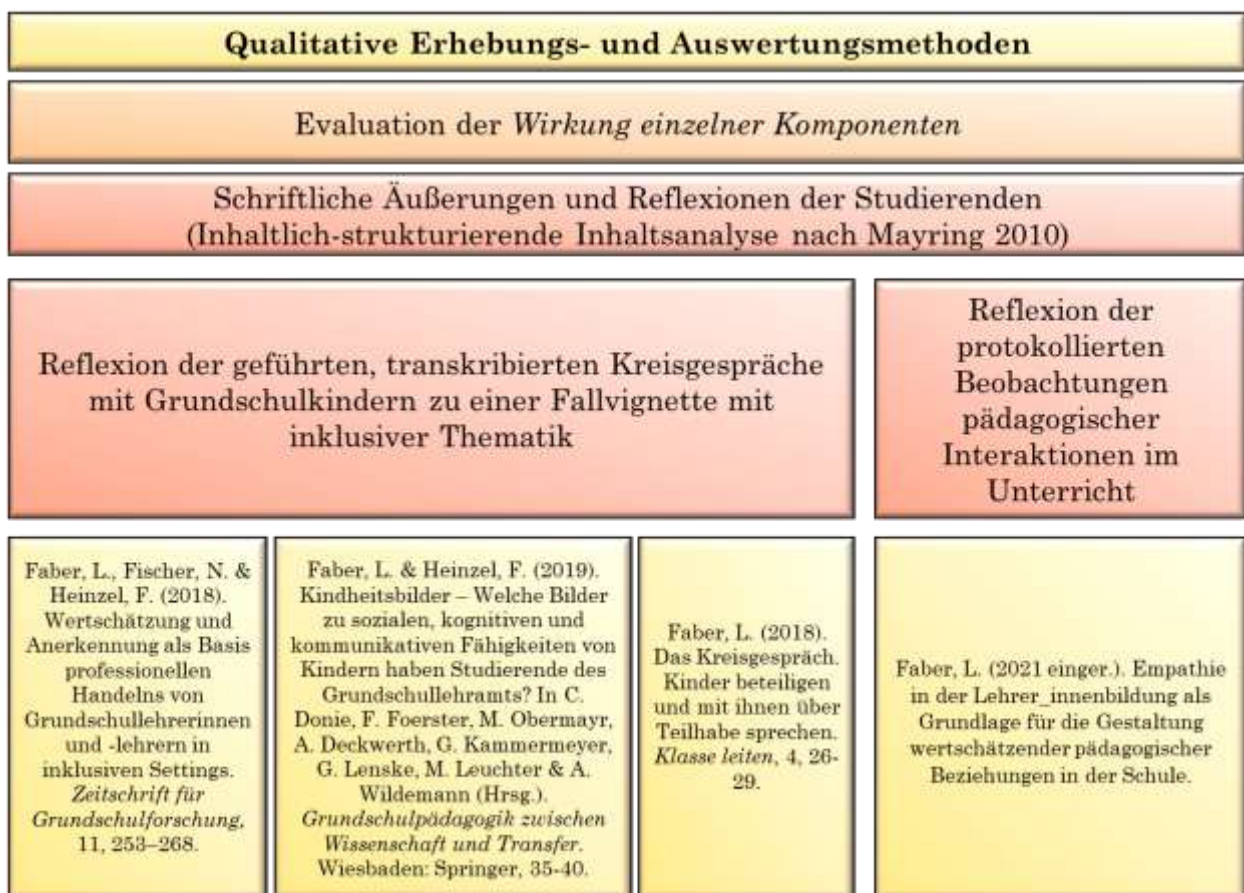 Qualitative Erhebungs- und Auswertungsmethoden
Evaluation der Wirkung einzelner Komponenten
Schriftliche Äußerungen und Reflexionen der Studierenden
(Inhaltlich-strukturierende Inhaltsanalyse nach Mayring 2010)
Reflexion der geführten, transkribierten Kreisgespräche
mit Grundschulkindern zu einer Fallvignette mit
inklusiver Thematik
Reflexion der
protokollierten
Beobachtungen
pädagogischer
Interaktionen im
Unterricht
Faber, L., Fischer, N. &
Heinzel, F. (2018).
Wertschätzung und
Anerkennung als Basis
professionellen
Handelns von
Grundschullehrerinnen
und -lehrern in
inklusiven Settings.
Zeitschrift für
Grundschulforschung,
11, 253–268.
Faber, L. & Heinzel, F. (2019).
Kindheitsbilder – Welche Bilder
zu sozialen, kognitiven und
kommunikativen Fähigkeiten von
Kindern haben Studierende des
Grundschullehramts? In C.
Donie, F. Foerster, M. Obermayr,
A. Deckwerth, G. Kammermeyer,
G. Lenske, M. Leuchter & A.
Wildemann (Hrsg.).
Grundschulpädagogik zwischen
Wissenschaft und Transfer.
Wiesbaden: Springer, 35-40.
Faber, L. (2018).
Das Kreisgespräch.
Kinder beteiligen
und mit ihnen über
Teilhabe sprechen.
Klasse leiten, 4, 26-
29.
Faber, L. (2021 einger.). Empathie
in der Lehrer_innenbildung als
Grundlage für die Gestaltung
wertschätzender pädagogischer
Beziehungen in der Schule.